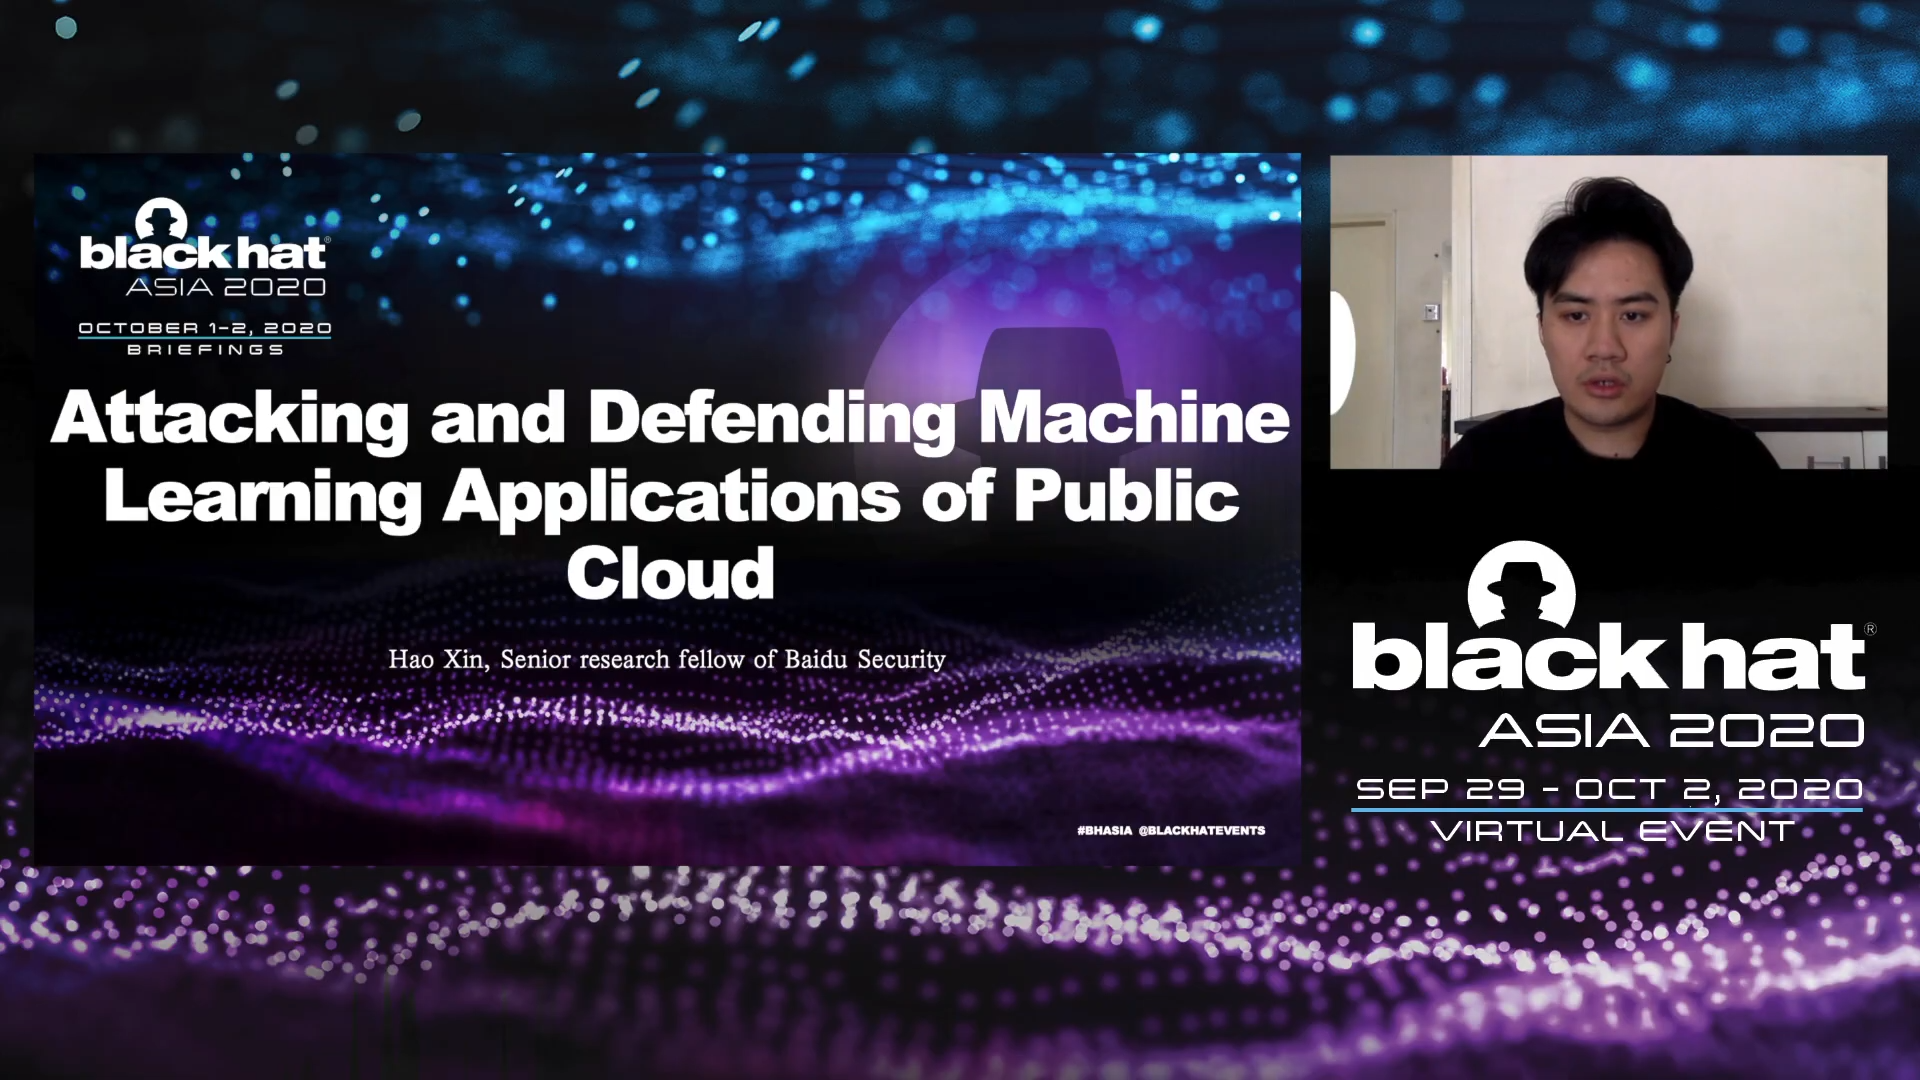 black hat®
ASIA 2020
OCTOBER 1-2, 2020
BRIEFINGS
Attacking and Defending Machine
Learning Applications of Public
Cloud
Hao Xin, Senior research fellow of Baidu Security
#BHASIA @BLACKHATEVENTS
black hat®
ASIA 2020
SEP 29 - OCT 2, 2020
VIRTUAL EVENT